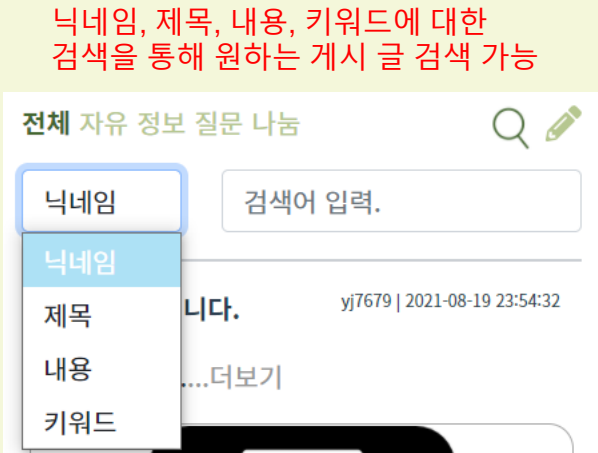 닉네임, 제목, 내용, 키워드에 대한
검색을 통해 원하는 게시 글 검색 가능
전체 자유 정보 질문 나눔
닉네임 검색어 입력.
닉네임
제목
니다. yj7679 | 2021-08-19 23:54:32
내용
....더보기
키워드